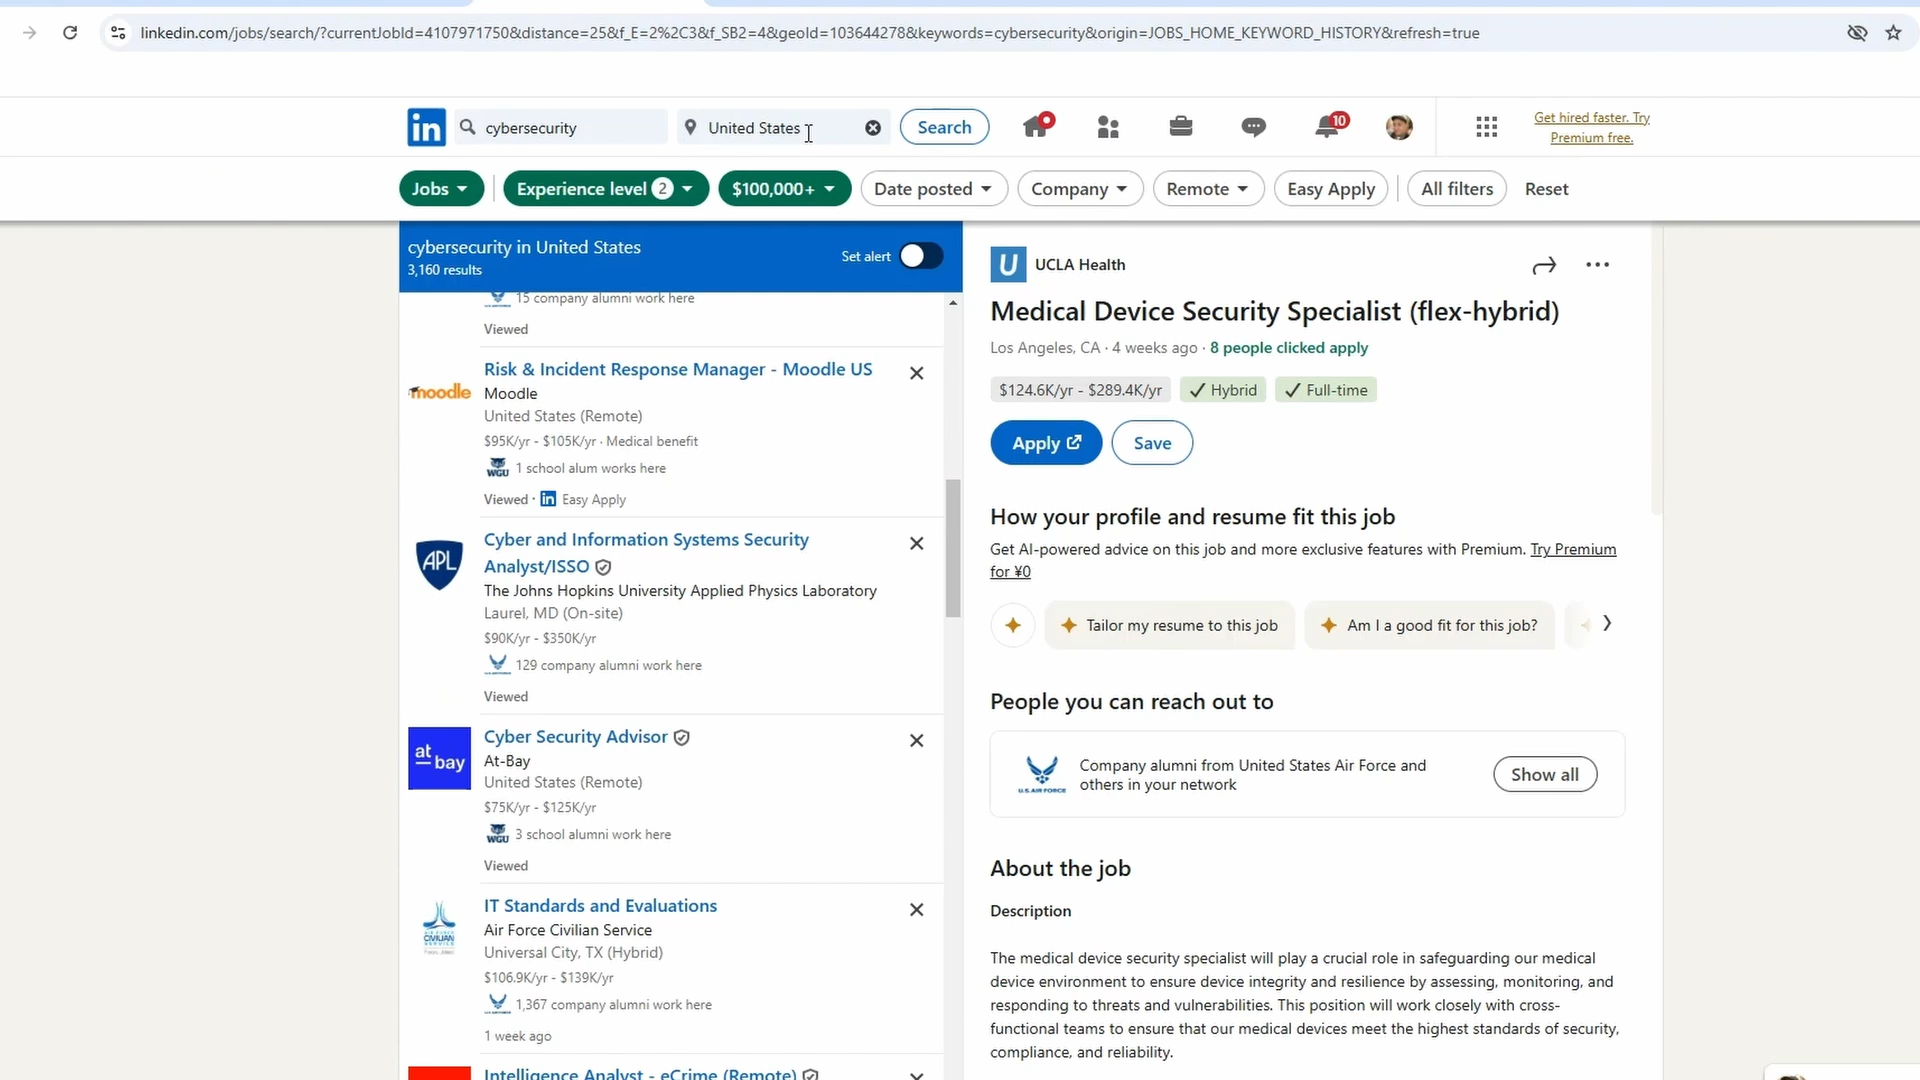 linkedin.com/jobs/search/?currentJobId=4107971750&distance=25&f_E=2%2C3&f_SB2=4&geoId=103644278&keywords=cybersecurity&origin=JOBS_HOME_KEYWORD_HISTORY&refresh=true
in
cybersecurity
United States
Search
10
Get hired faster. Try
Premium free.
Jobs
Experience level 2
$100,000+
Date posted
Company
Remote
Easy Apply
All filters
Reset
cybersecurity in United States
3,160 results
Set alert
15 company alumni work here
Viewed
moodle
Risk & Incident Response Manager - Moodle US
Moodle
United States (Remote)
$95K/yr - $105K/yr · Medical benefit
WGU
1 school alum works here
Viewed · in Easy Apply
APL
Cyber and Information Systems Security
Analyst/ISSO
The Johns Hopkins University Applied Physics Laboratory
Laurel, MD (On-site)
$90K/yr - $350K/yr
129 company alumni work here
Viewed
at
bay
Cyber Security Advisor
At-Bay
United States (Remote)
$75K/yr - $125K/yr
WGU
3 school alumni work here
Viewed
AIR FORCE
CIVILIAN
SERVICE
IT Standards and Evaluations
Air Force Civilian Service
Universal City, TX (Hybrid)
$106.9K/yr - $139K/yr
1,367 company alumni work here
1 week ago
Intelligence Analyst - eCrime (Remote)
U
UCLA Health
Medical Device Security Specialist (flex-hybrid)
Los Angeles, CA · 4 weeks ago · 8 people clicked apply
$124.6K/yr - $289.4K/yr
Hybrid
Full-time
Apply
Save
How your profile and resume fit this job
Get AI-powered advice on this job and more exclusive features with Premium. Try Premium
for ¥0
Tailor my resume to this job
Am I a good fit for this job?
People you can reach out to
U.S. AIR FORCE
Company alumni from United States Air Force and
others in your network
Show all
About the job
Description
The medical device security specialist will play a crucial role in safeguarding our medical
device environment to ensure device integrity and resilience by assessing, monitoring, and
responding to threats and vulnerabilities. This position will work closely with cross-
functional teams to ensure that our medical devices meet the highest standards of security,
compliance, and reliability.